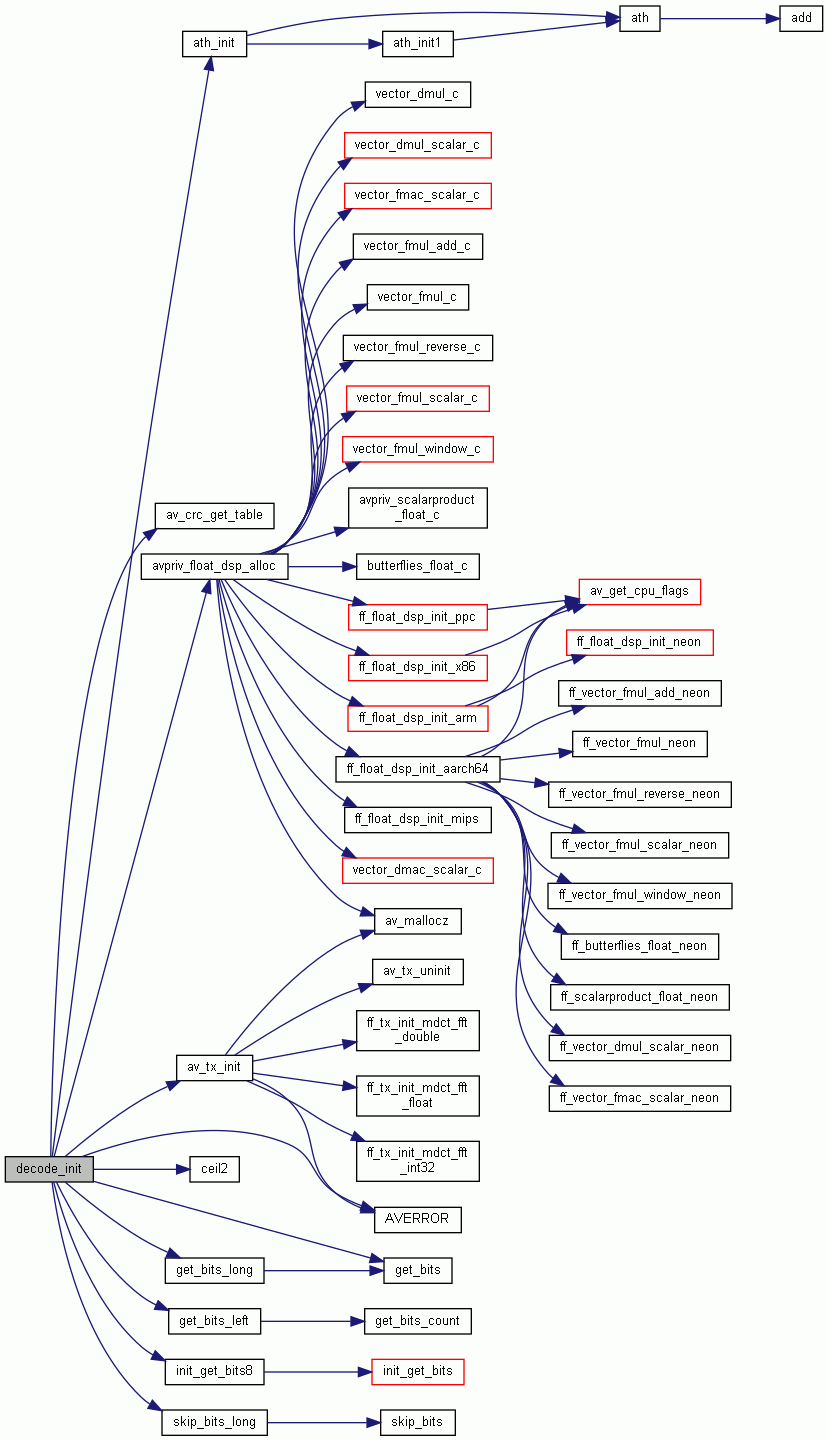 ath
add
ath_init
ath_init1
vector_dmul_c
vector_dmul_scalar_c
vector_fmac_scalar_c
vector_fmul_add_c
vector_fmul_c
vector_fmul_reverse_c
vector_fmul_scalar_c
vector_fmul_window_c
avpriv_scalarproduct
_float_c
av_crc_get_table
avpriv_float_dsp_alloc
butterflies_float_c
av_get_cpu_flags
ff_float_dsp_init_ppc
ff_float_dsp_init_neon
ff_float_dsp_init_x86
ff_vector_fmul_add_neon
ff_float_dsp_init_arm
ff_vector_fmul_neon
ff_float_dsp_init_aarch64
ff_vector_fmul_reverse_neon
ff_float_dsp_init_mips
ff_vector_fmul_scalar_neon
vector_dmac_scalar_c
ff_vector_fmul_window_neon
av_mallocz
ff_butterflies_float_neon
av_tx_uninit
ff_scalarproduct_float_neon
ff_tx_init_mdct_fft
_double
ff_vector_dmul_scalar_neon
av_tx_init
ff_tx_init_mdct_fft
_float
ff_vector_fmac_scalar_neon
ff_tx_init_mdct_fft
_int32
decode_init
ceil2
AVERROR
get_bits_long
get_bits
get_bits_left
get_bits_count
init_get_bits8
init_get_bits
skip_bits_long
skip_bits